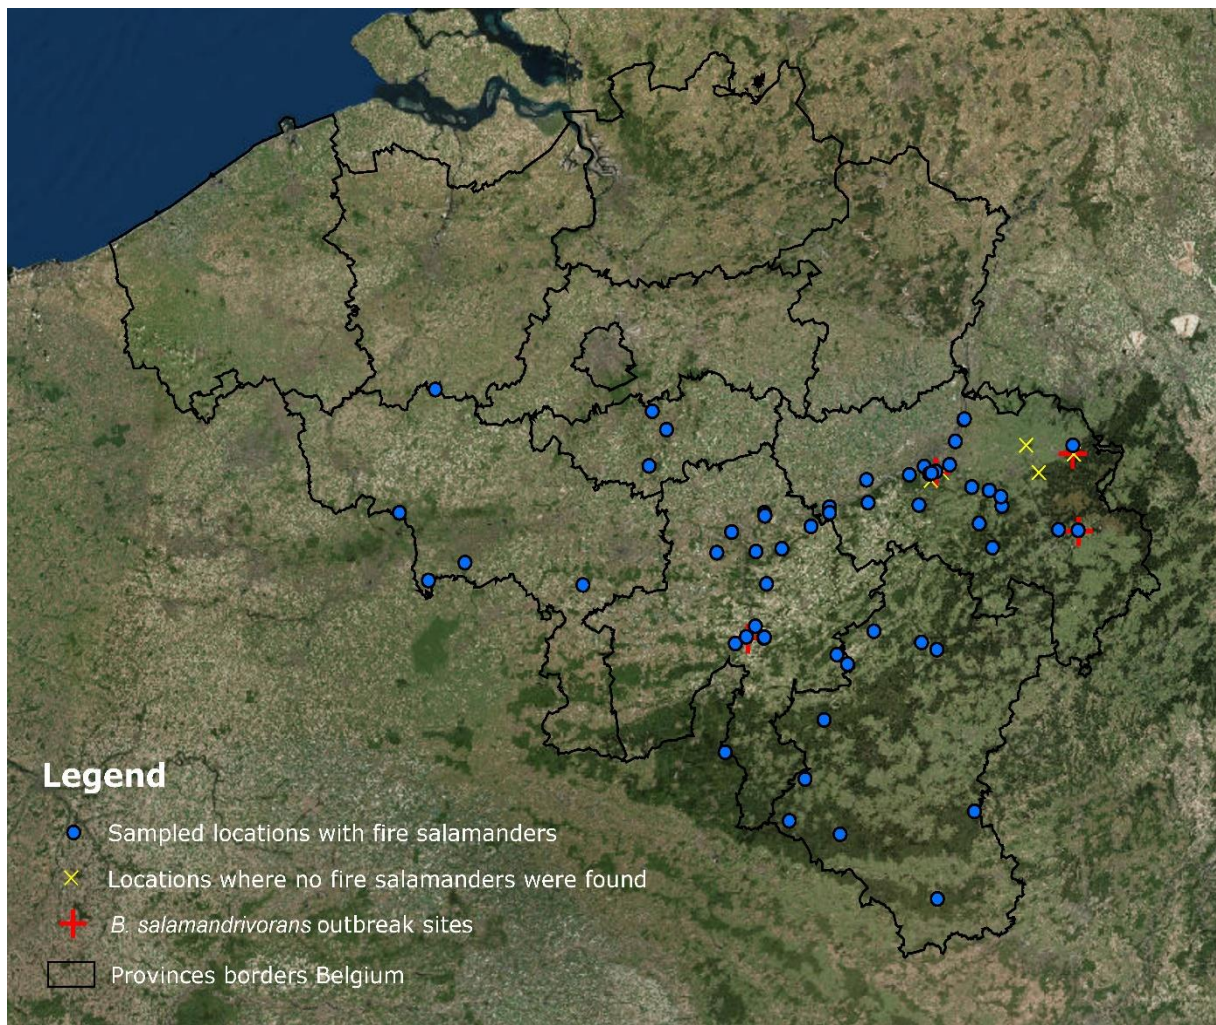 Legend
Sampled locations with fire salamanders
Locations where no fire salamanders were found
B. salamandrivorans outbreak sites
Provinces borders Belgium